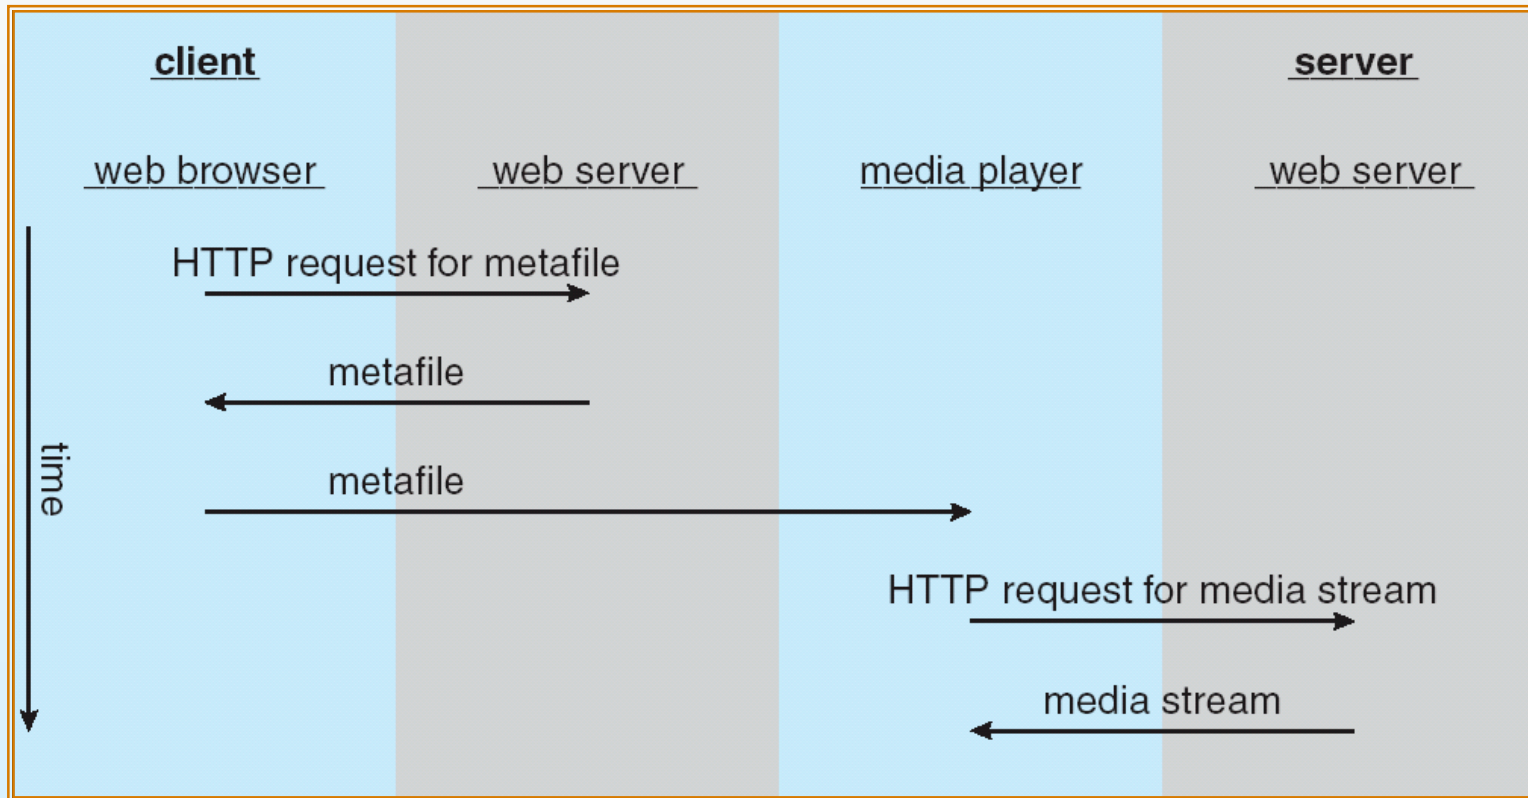 client
server
web browser
web server
media player
web server
HTTP request for metafile
metafile
metafile
HTTP request for media stream
media stream
time